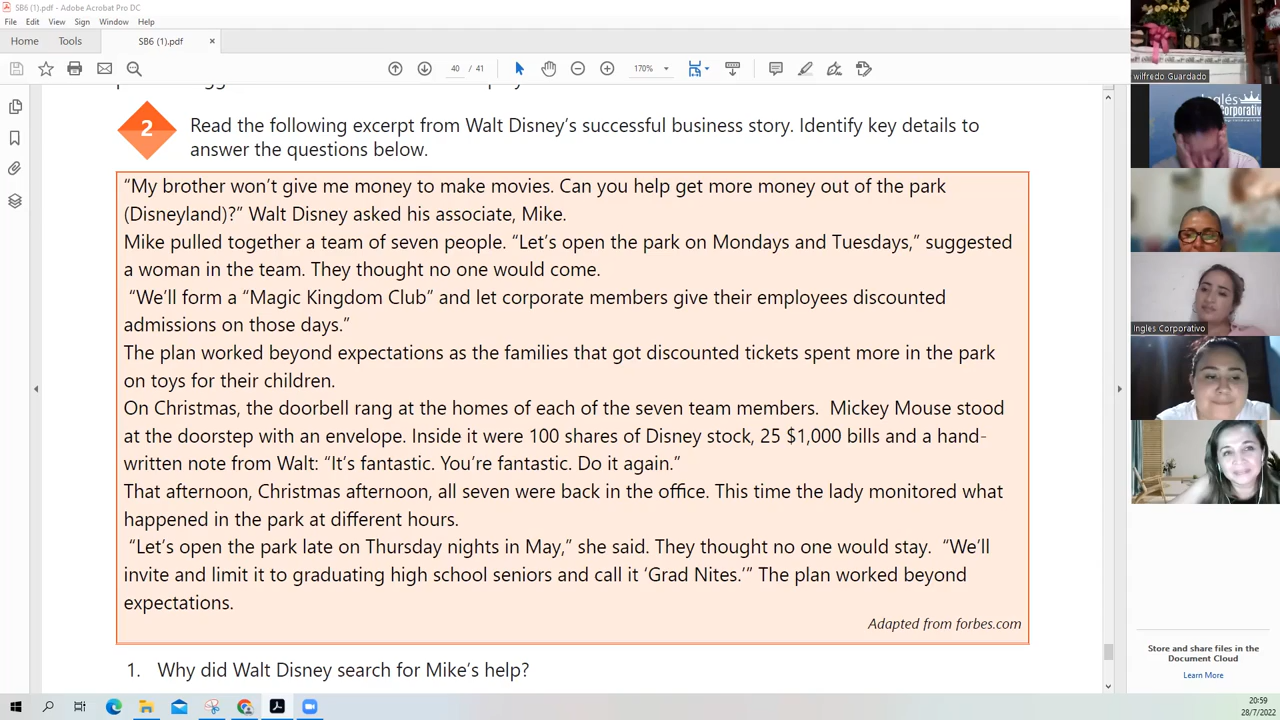 SB6 (1).pdf - Adobe Acrobat Pro DC
File Edit View Sign Window Help
Home Tools SB6 (1).pdf ×
170%
2 Read the following excerpt from Walt Disney's successful business story. Identify key details to
answer the questions below.
“My brother won't give me money to make movies. Can you help get more money out of the park
(Disneyland)?” Walt Disney asked his associate, Mike.
Mike pulled together a team of seven people. “Let's open the park on Mondays and Tuesdays,” suggested
a woman in the team. They thought no one would come.
“We'll form a “Magic Kingdom Club” and let corporate members give their employees discounted
admissions on those days.”
The plan worked beyond expectations as the families that got discounted tickets spent more in the park
on toys for their children.
On Christmas, the doorbell rang at the homes of each of the seven team members. Mickey Mouse stood
at the doorstep with an envelope. Inside it were 100 shares of Disney stock, 25 $1,000 bills and a hand-
written note from Walt: “It's fantastic. You're fantastic. Do it again.”
That afternoon, Christmas afternoon, all seven were back in the office. This time the lady monitored what
happened in the park at different hours.
“Let's open the park late on Thursday nights in May,” she said. They thought no one would stay. “We'll
invite and limit it to graduating high school seniors and call it ‘Grad Nites.’” The plan worked beyond
expectations.
Adapted from forbes.com
1. Why did Walt Disney search for Mike's help?
wilfredo Guardado
Inglés
Corporativo
Ingles Corporativo
Store and share files in the
Document Cloud
Learn More
20:59
28/7/2022